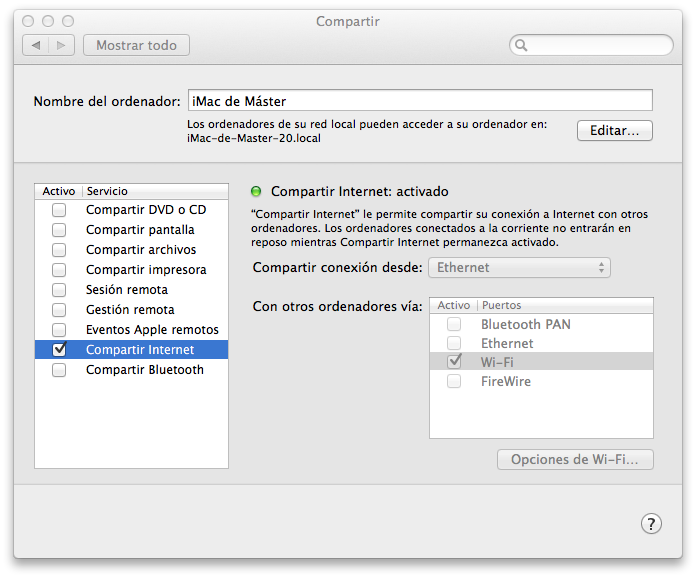 Compartir
Mostrar todo
Nombre del ordenador: iMac de Máster
Los ordenadores de su red local pueden acceder a su ordenador en:
iMac-de-Master-20.local
Editar...
Activo Servicio
Compartir DVD o CD
Compartir pantalla
Compartir archivos
Compartir impresora
Sesión remota
Gestión remota
Eventos Apple remotos
Compartir Internet
Compartir Bluetooth
Compartir Internet: activado
“Compartir Internet” le permite compartir su conexión a Internet con otros
ordenadores. Los ordenadores conectados a la corriente no entrarán en
reposo mientras Compartir Internet permanezca activado.
Compartir conexión desde: Ethernet
Con otros ordenadores vía:
Activo Puertos
Bluetooth PAN
Ethernet
Wi-Fi
FireWire
Opciones de Wi-Fi...
?